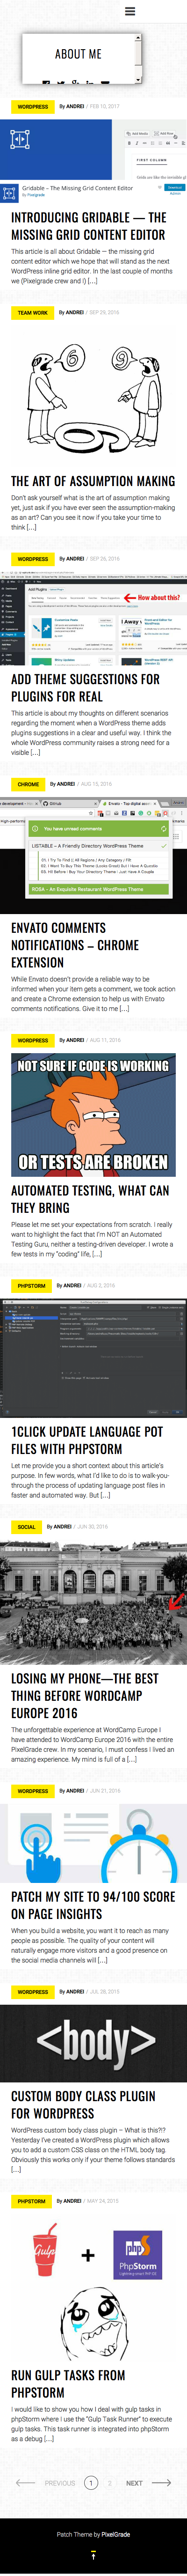 ABOUT ME
WORDPRESS By ANDREI / FEB 10, 2017
FIRST COLUMN
Gridable – The Missing Grid Content Editor
By Pixelgrade
INTRODUCING GRIDABLE — THE
MISSING GRID CONTENT EDITOR
This article is all about Gridable — the missing grid
content editor which we hope that will stand as the next
WordPress inline grid editor. In the last couple of months
we (Pixelgrade crew and I) [...]
TEAM WORK By ANDREI / SEP 29, 2016
THE ART OF ASSUMPTION MAKING
Don't ask yourself what is the art of assumption making
yet, just ask if you have ever seen the assumption-making
as an art? Can you see it now if you take your time to
think [...]
WORDPRESS By ANDREI / SEP 26, 2016
Add Plugins
How about this?
ADD THEME SUGGESTIONS FOR
PLUGINS FOR REAL
This article is about my thoughts on different scenarios
regarding the moment when a WordPress theme adds
plugins suggestions in a clear and useful way. I think the
whole WordPress community raises a strong need for a
visible [...]
CHROME By ANDREI / AUG 15, 2016
GitHub
You have unread comments
LISTABLE – A Friendly Directory WordPress Theme
ROSA – An Exquisite Restaurant WordPress Theme
ENVATO COMMENTS
NOTIFICATIONS – CHROME
EXTENSION
While Envato doesn't provide a reliable way to be
informed when your item gets a comment, we took action
and create a Chrome extension to help us with Envato
comments notifications. Give it to me [...]
WORDPRESS By ANDREI / AUG 11, 2016
NOT SURE IF CODE IS WORKING
OR TESTS ARE BROKEN
AUTOMATED TESTING, WHAT CAN
THEY BRING
Please let me set your expectations from scratch. I really
want to highlight the fact that I'm NOT an Automated
Testing Guru, neither a testing-driven developer. I wrote a
few tests in my "coding" life, [...]
PHPSTORM By ANDREI / AUG 2, 2016
1CLICK UPDATE LANGUAGE POT
FILES WITH PHPSTORM
Let me provide you a short context about this article's
purpose. In few words, what I'd like to do is to walk-you-
through the process of updating language post files in
faster and automated way. But [...]
SOCIAL By ANDREI / JUN 30, 2016
LOSING MY PHONE—THE BEST
THING BEFORE WORDCAMP
EUROPE 2016
The unforgettable experience at WordCamp Europe I
have attended to WordCamp Europe 2016 with the entire
PixelGrade crew. In my scenario, I must confess I lived an
amazing experience. My mind is full of a [...]
WORDPRESS By ANDREI / JUN 21, 2016
PATCH MY SITE TO 94/100 SCORE
ON PAGE INSIGHTS
When you build a website, you want it to reach as many
people as possible. The quality of your content will
naturally engage more visitors and a good presence on
the social media channels will [...]
WORDPRESS By ANDREI / JUL 28, 2015
<body>
CUSTOM BODY CLASS PLUGIN
FOR WORDPRESS
WordPress custom body class plugin – What is this?!?
Yesterday I've created a WordPress plugin which allows
you to add a custom CSS class on the HTML body tag.
Obviously this works only if your theme follows standards
[...]
PHPSTORM By ANDREI / MAY 24, 2015
Gulp
+
PS
PhpStorm
RUN GULP TASKS FROM
PHPSTORM
I would like to show you how I deal with gulp tasks in
phpStorm where I use the "Gulp Task Runner" to execute
gulp tasks. This task runner is integrated into phpStorm
as a debug [...]
PREVIOUS 1 2 NEXT
Patch Theme by PixelGrade